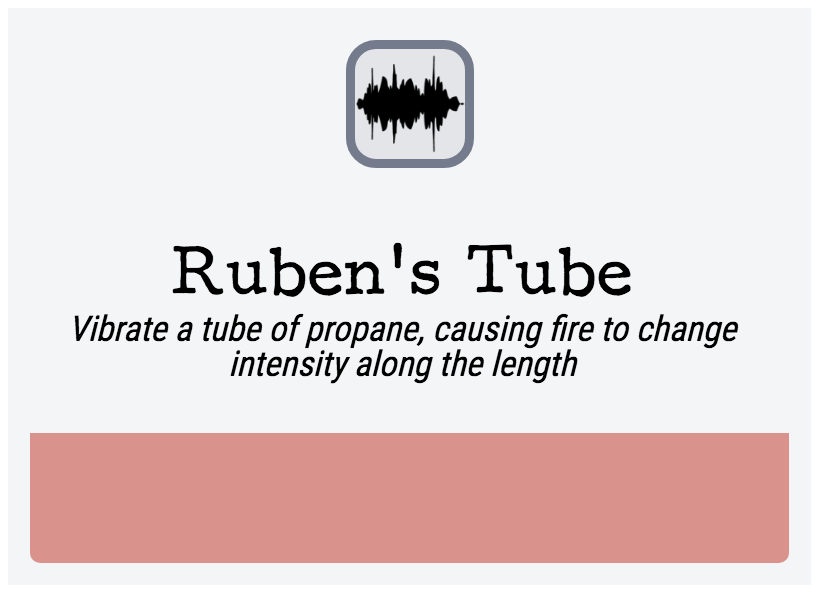 Ruben's Tube
Vibrate a tube of propane, causing fire to change
intensity along the length